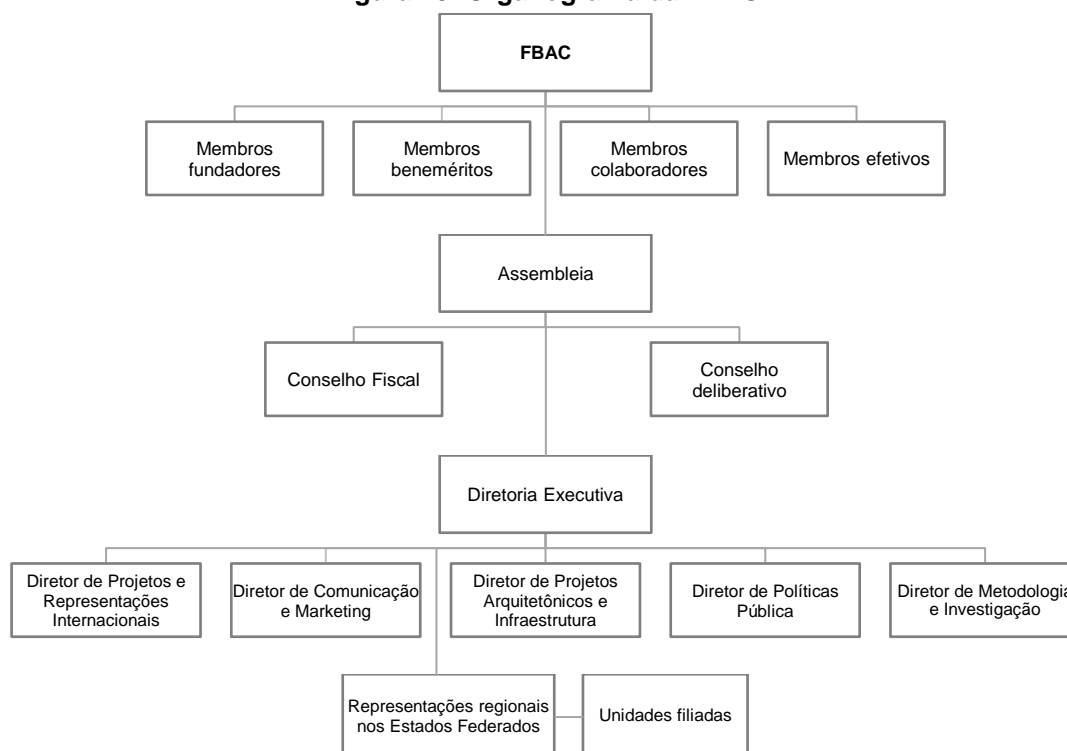 FBAC
Membros
fundadores
Membros
beneméritos
Membros
colaboradores
Membros efetivos
Assembleia
Conselho Fiscal
Conselho
deliberativo
Diretoria Executiva
Diretor de Projetos e
Representações
Internacionais
Diretor de Comunicação
e Marketing
Diretor de Projetos
Arquitetônicos e
Infraestrutura
Diretor de Políticas
Pública
Diretor de Metodologia
e Investigação
Representações regionais
nos Estados Federados
Unidades filiadas